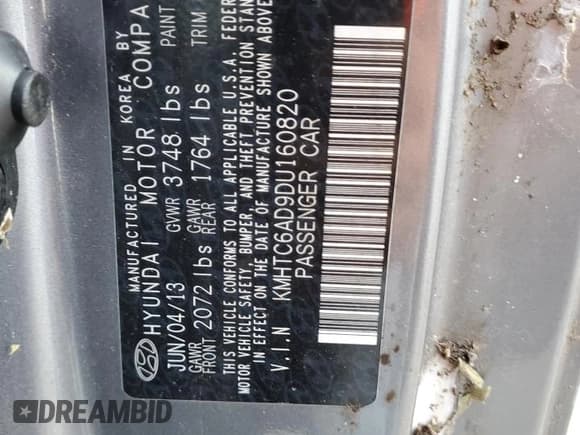 MANUFACTURED IN KOREA BY
HYUNDAI MOTOR COMPA
JUN/04/13 GVWR 3748 lbs PAINT
GAWR FRONT 2072 lbs GAWR REAR 1764 lbs TRIM
THIS VEHICLE CONFORMS TO ALL APPLICABLE U.S.A. FEDER
MOTOR VEHICLE SAFETY, BUMPER, AND THEFT PREVENTION STAN
IN EFFECT ON THE DATE OF MANUFACTURE SHOWN ABOV
V.I.N KMHTC6AD9DU160820
PASSENGER CAR
DREAMBID